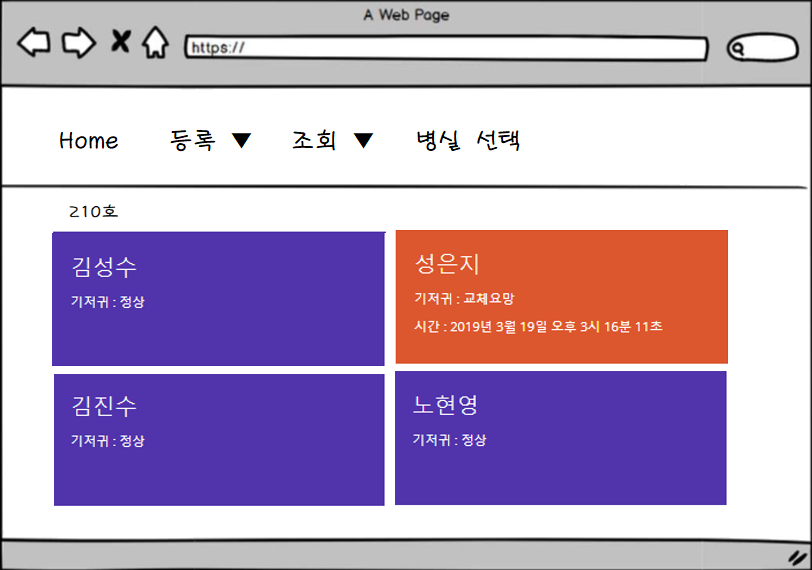 A Web Page
https://
Home 등록 ▼ 조회 ▼ 병실 선택
210호
김성수
기저귀 : 정상
성은지
기저귀 : 교체요망
시간 : 2019년 3월 19일 오후 3시 16분 11초
김진수
기저귀 : 정상
노현영
기저귀 : 정상